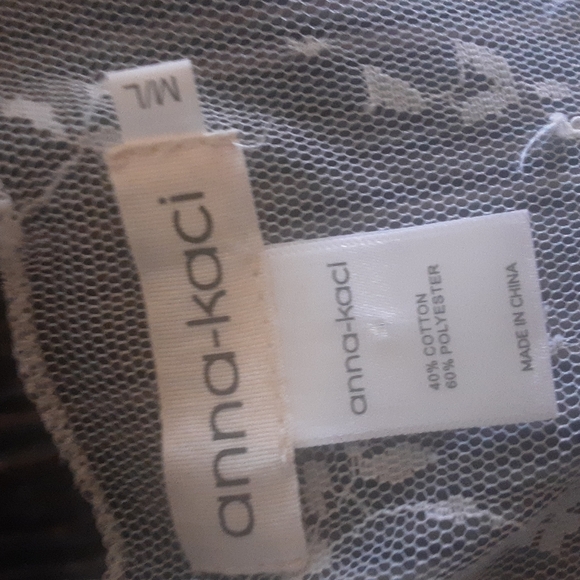 M/L
anna-kaci
anna-kaci
40% COTTON
60% POLYESTER
MADE IN CHINA